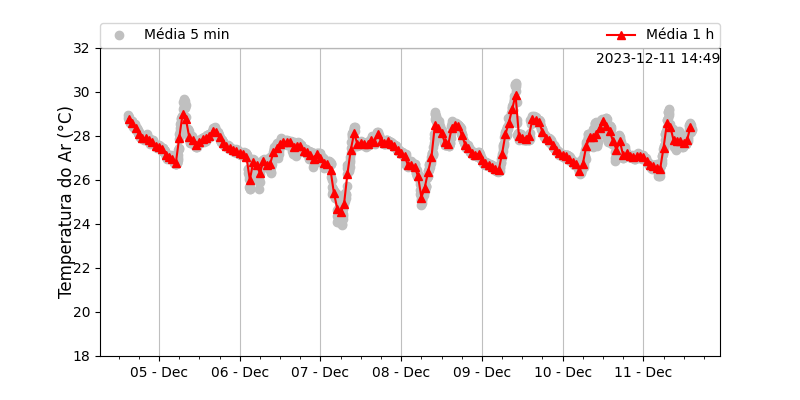 Média 5 min
Média 1 h
2023-12-11 14:49
Temperatura do Ar (°C)
32
30
28
26
24
22
20
18
05 - Dec
06 - Dec
07 - Dec
08 - Dec
09 - Dec
10 - Dec
11 - Dec